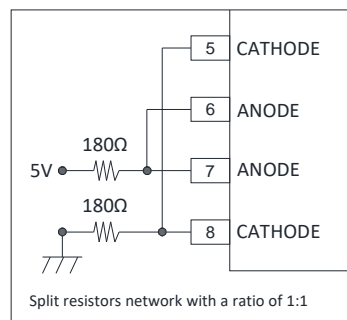 5 CATHODE
6 ANODE
180Ω
5V 7 ANODE
180Ω
8 CATHODE
Split resistors network with a ratio of 1:1